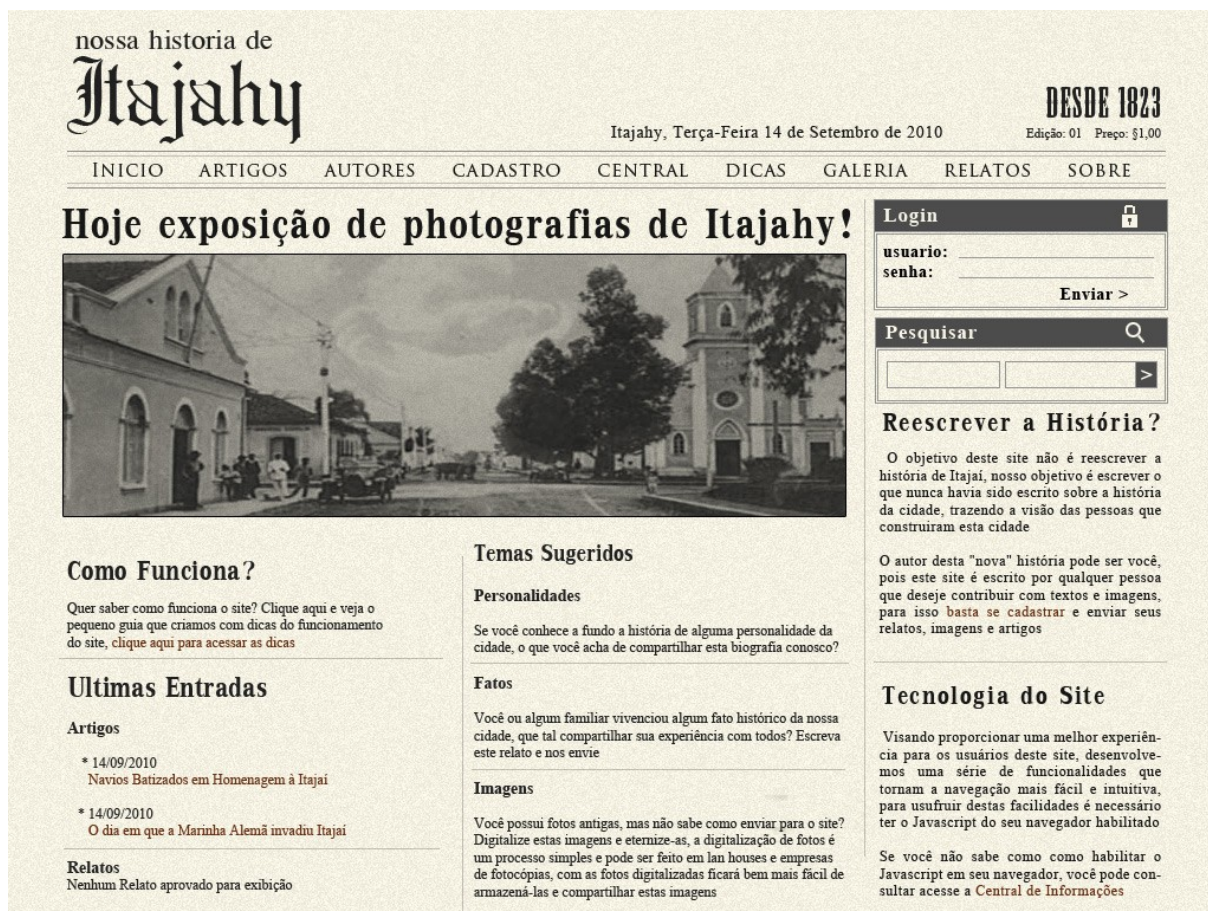 nossa historia de
Itajahy
DESDE 1823
Itajahy, Terça-Feira 14 de Setembro de 2010
Edição: 01 Preço: §1,00
INICIO ARTIGOS AUTORES CADASTRO CENTRAL DICAS GALERIA RELATOS SOBRE
Hoje exposição de photografias de Itajahy!
Como Funciona?
Quer saber como funciona o site? Clique aqui e veja o
pequeno guia que criamos com dicas do funcionamento
do site, clique aqui para acessar as dicas
Ultimas Entradas
Artigos
* 14/09/2010
Navios Batizados em Homenagem à Itajaí
* 14/09/2010
O dia em que a Marinha Alemã invadiu Itajaí
Relatos
Nenhum Relato aprovado para exibição
Temas Sugeridos
Personalidades
Se você conhece a fundo a história de alguma personalidade da
cidade, o que você acha de compartilhar esta biografia conosco?
Fatos
Você ou algum familiar vivenciou algum fato histórico da nossa
cidade, que tal compartilhar sua experiência com todos? Escreva
este relato e nos envie
Imagens
Você possui fotos antigas, mas não sabe como enviar para o site?
Digitalize estas imagens e eternize-as, a digitalização de fotos é
um processo simples e pode ser feito em lan houses e empresas
de fotocópias, com as fotos digitalizadas ficará bem mais fácil de
armazená-las e compartilhar estas imagens
Login
usuario:
senha:
Enviar >
Pesquisar
>
Reescrever a História?
O objetivo deste site não é reescrever a
história de Itajaí, nosso objetivo é escrever o
que nunca havia sido escrito sobre a história
da cidade, trazendo a visão das pessoas que
construiram esta cidade
O autor desta "nova" história pode ser você,
pois este site é escrito por qualquer pessoa
que deseje contribuir com textos e imagens,
para isso basta se cadastrar e enviar seus
relatos, imagens e artigos
Tecnologia do Site
Visando proporcionar uma melhor experiên-
cia para os usuários deste site, desenvolve-
mos uma série de funcionalidades que
tornam a navegação mais fácil e intuitiva,
para usufruir destas facilidades é necessário
ter o Javascript do seu navegador habilitado
Se você não sabe como como habilitar o
Javascript em seu navegador, você pode con-
sultar acesse a Central de Informações